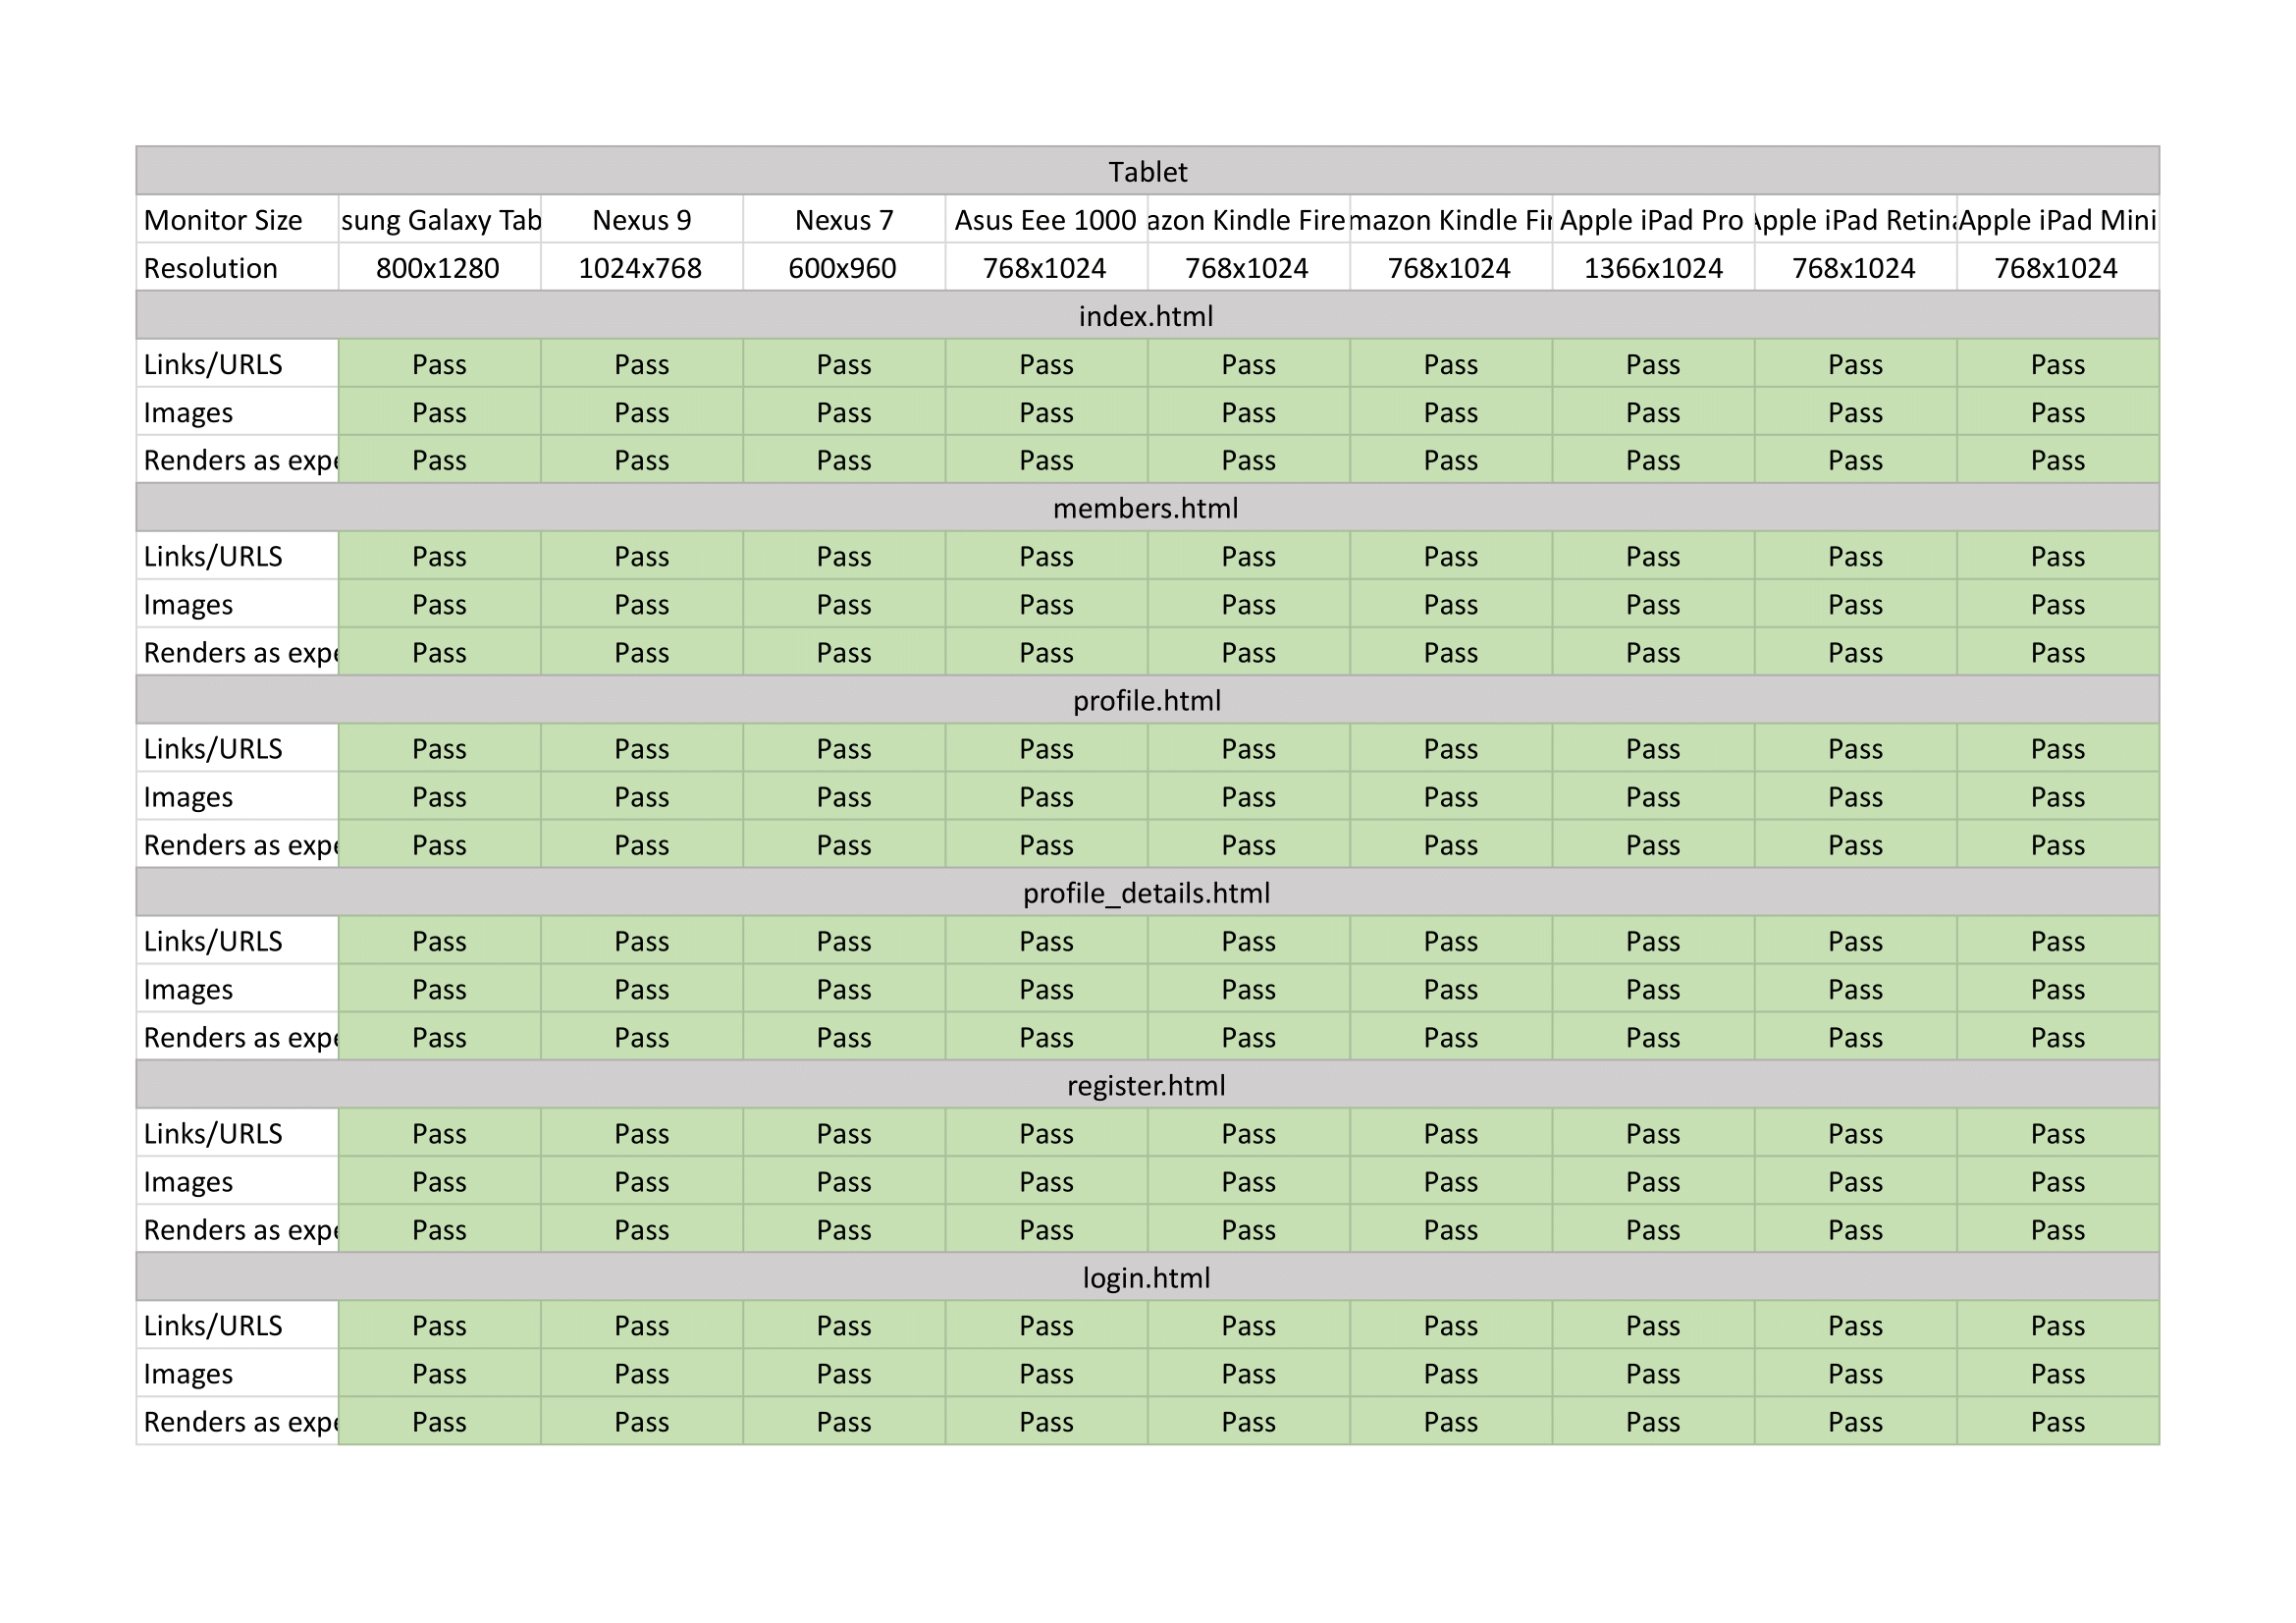 Tablet
Monitor Size sung Galaxy Tab Nexus 9 Nexus 7 Asus Eee 1000 azon Kindle Fire mazon Kindle Fir Apple iPad Pro Apple iPad Retina Apple iPad Mini
Resolution 800x1280 1024x768 600x960 768x1024 768x1024 768x1024 1366x1024 768x1024 768x1024
index.html
Links/URLS Pass Pass Pass Pass Pass Pass Pass Pass Pass
Images Pass Pass Pass Pass Pass Pass Pass Pass Pass
Renders as expe Pass Pass Pass Pass Pass Pass Pass Pass Pass
members.html
Links/URLS Pass Pass Pass Pass Pass Pass Pass Pass Pass
Images Pass Pass Pass Pass Pass Pass Pass Pass Pass
Renders as expe Pass Pass Pass Pass Pass Pass Pass Pass Pass
profile.html
Links/URLS Pass Pass Pass Pass Pass Pass Pass Pass Pass
Images Pass Pass Pass Pass Pass Pass Pass Pass Pass
Renders as expe Pass Pass Pass Pass Pass Pass Pass Pass Pass
profile_details.html
Links/URLS Pass Pass Pass Pass Pass Pass Pass Pass Pass
Images Pass Pass Pass Pass Pass Pass Pass Pass Pass
Renders as expe Pass Pass Pass Pass Pass Pass Pass Pass Pass
register.html
Links/URLS Pass Pass Pass Pass Pass Pass Pass Pass Pass
Images Pass Pass Pass Pass Pass Pass Pass Pass Pass
Renders as expe Pass Pass Pass Pass Pass Pass Pass Pass Pass
login.html
Links/URLS Pass Pass Pass Pass Pass Pass Pass Pass Pass
Images Pass Pass Pass Pass Pass Pass Pass Pass Pass
Renders as expe Pass Pass Pass Pass Pass Pass Pass Pass Pass